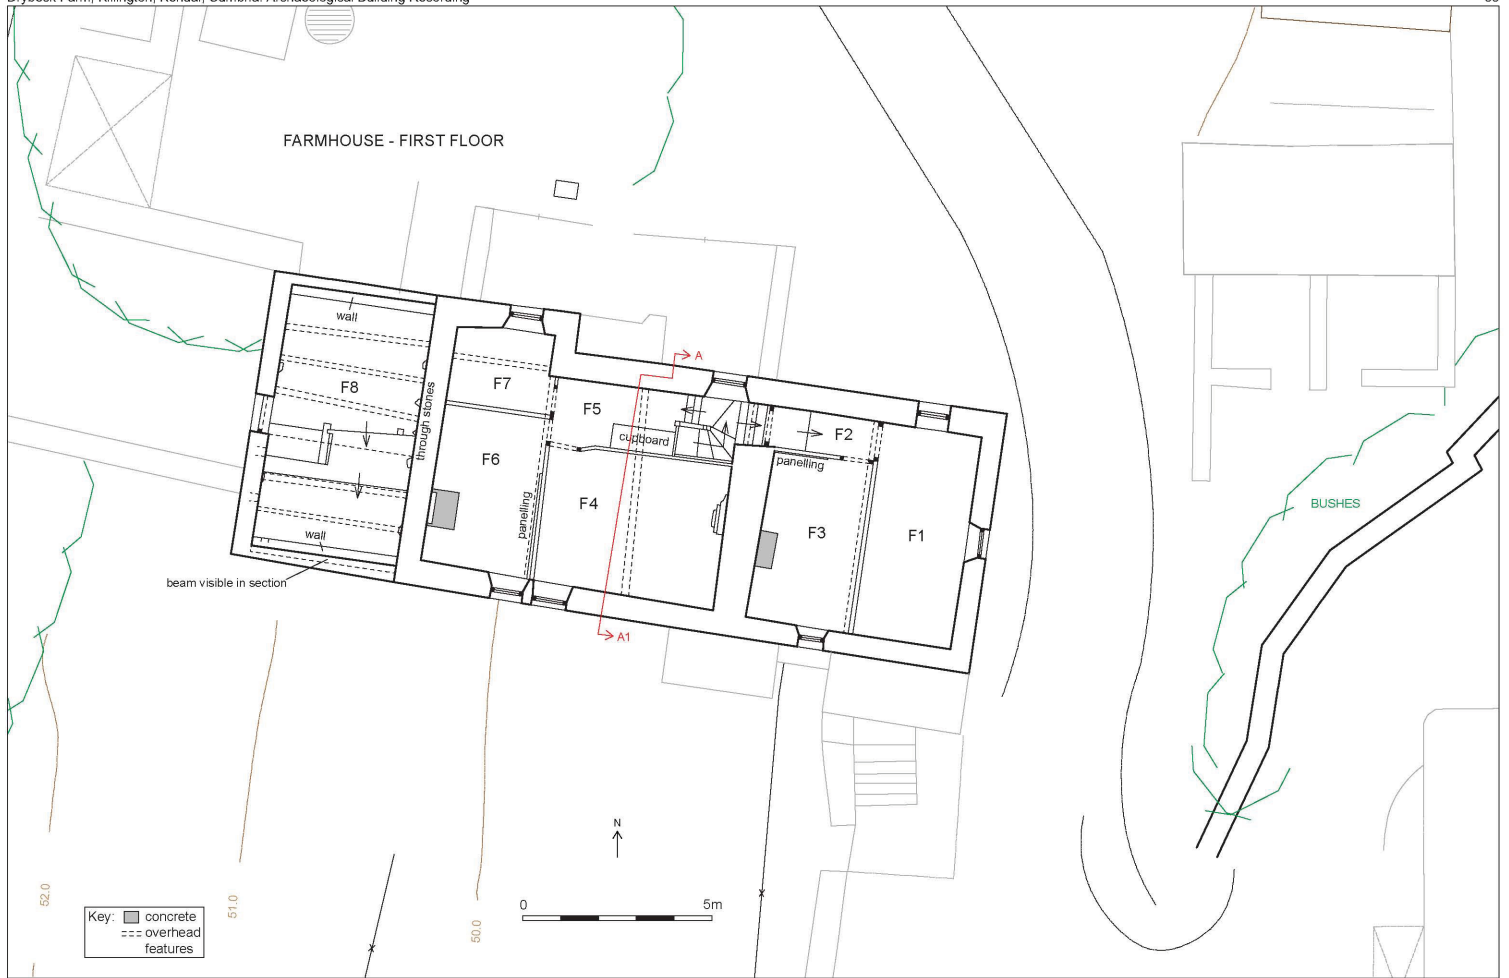 FARMHOUSE - FIRST FLOOR
A
wall
F8
through stones
F7
F5
cupboard
F2
panelling
F6
F4
panelling
F3
F1
wall
beam visible in section
A1
BUSHES
N
52.0
51.0
50.0
0 5m
Key: concrete
overhead
features